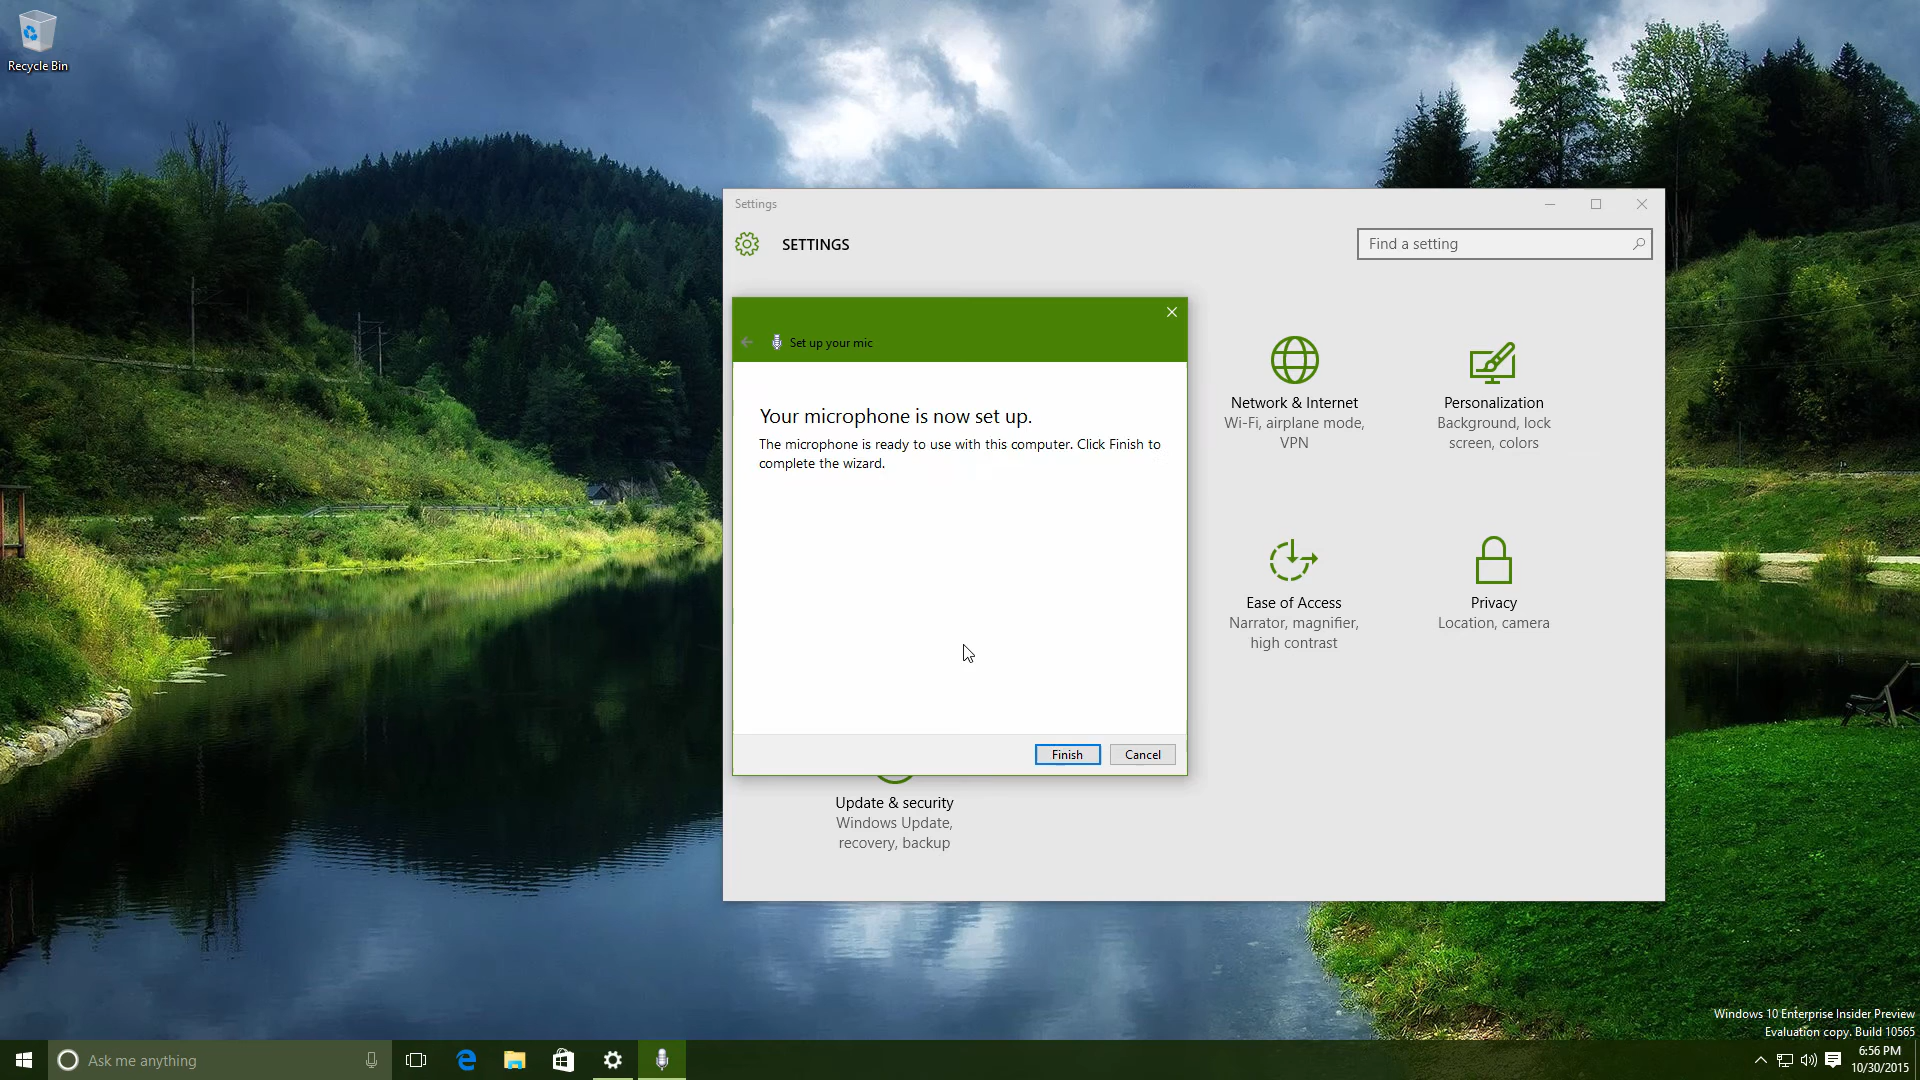 Recycle Bin
Settings
SETTINGS
Find a setting
Set up your mic
Your microphone is now set up.
The microphone is ready to use with this computer. Click Finish to
complete the wizard.
Finish
Cancel
Network & Internet
Wi-Fi, airplane mode,
VPN
Personalization
Background, lock
screen, colors
Ease of Access
Narrator, magnifier,
high contrast
Privacy
Location, camera
Update & security
Windows Update,
recovery, backup
Windows 10 Enterprise Insider Preview
Evaluation copy. Build 10565
Ask me anything
6:56 PM
10/30/2015